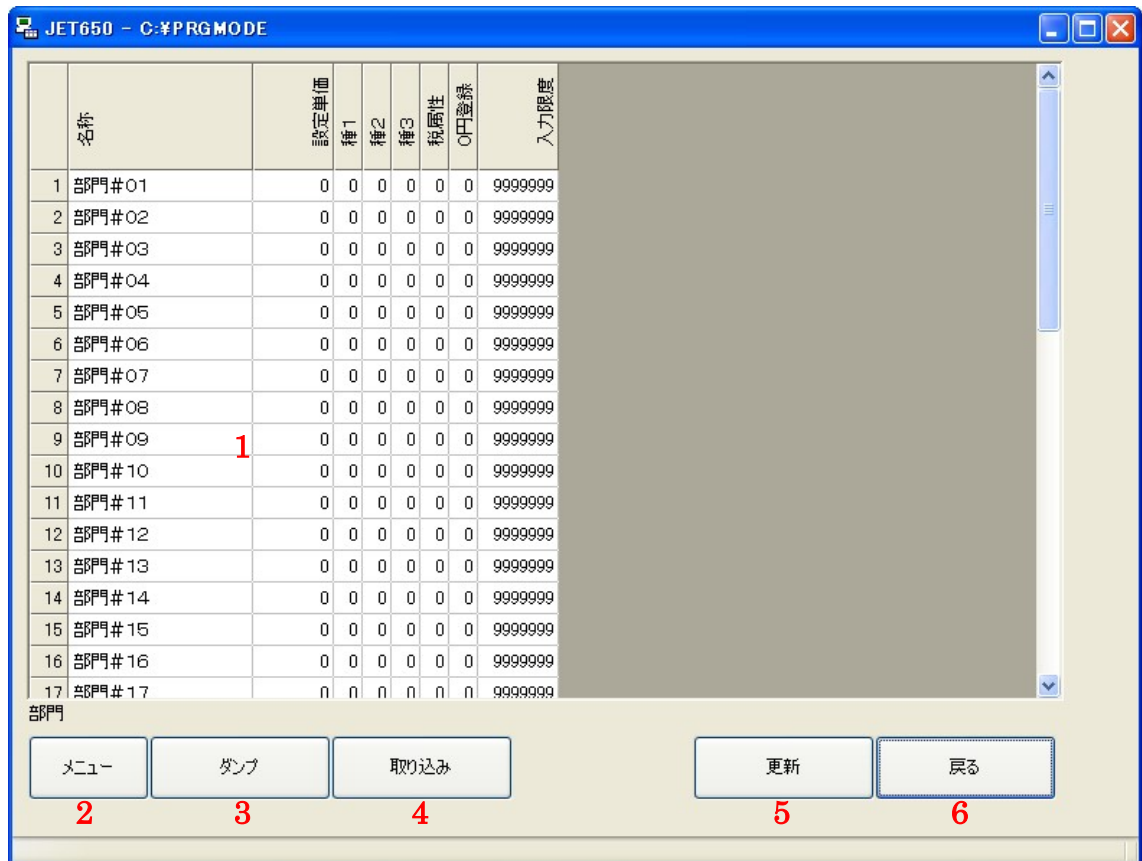 JET650 - C:¥PRGMODE
名称 設定単価 種1 種2 種3 税属性 0円登録 入力限度
1 部門#01 0 0 0 0 0 0 9999999
2 部門#02 0 0 0 0 0 0 9999999
3 部門#03 0 0 0 0 0 0 9999999
4 部門#04 0 0 0 0 0 0 9999999
5 部門#05 0 0 0 0 0 0 9999999
6 部門#06 0 0 0 0 0 0 9999999
7 部門#07 0 0 0 0 0 0 9999999
8 部門#08 0 0 0 0 0 0 9999999
9 部門#09 1 0 0 0 0 0 0 9999999
10 部門#10 0 0 0 0 0 0 9999999
11 部門#11 0 0 0 0 0 0 9999999
12 部門#12 0 0 0 0 0 0 9999999
13 部門#13 0 0 0 0 0 0 9999999
14 部門#14 0 0 0 0 0 0 9999999
15 部門#15 0 0 0 0 0 0 9999999
16 部門#16 0 0 0 0 0 0 9999999
17 部門#17 0 0 0 0 0 0 9999999
部門
メニュー ダンプ 取り込み 更新 戻る
2 3 4 5 6